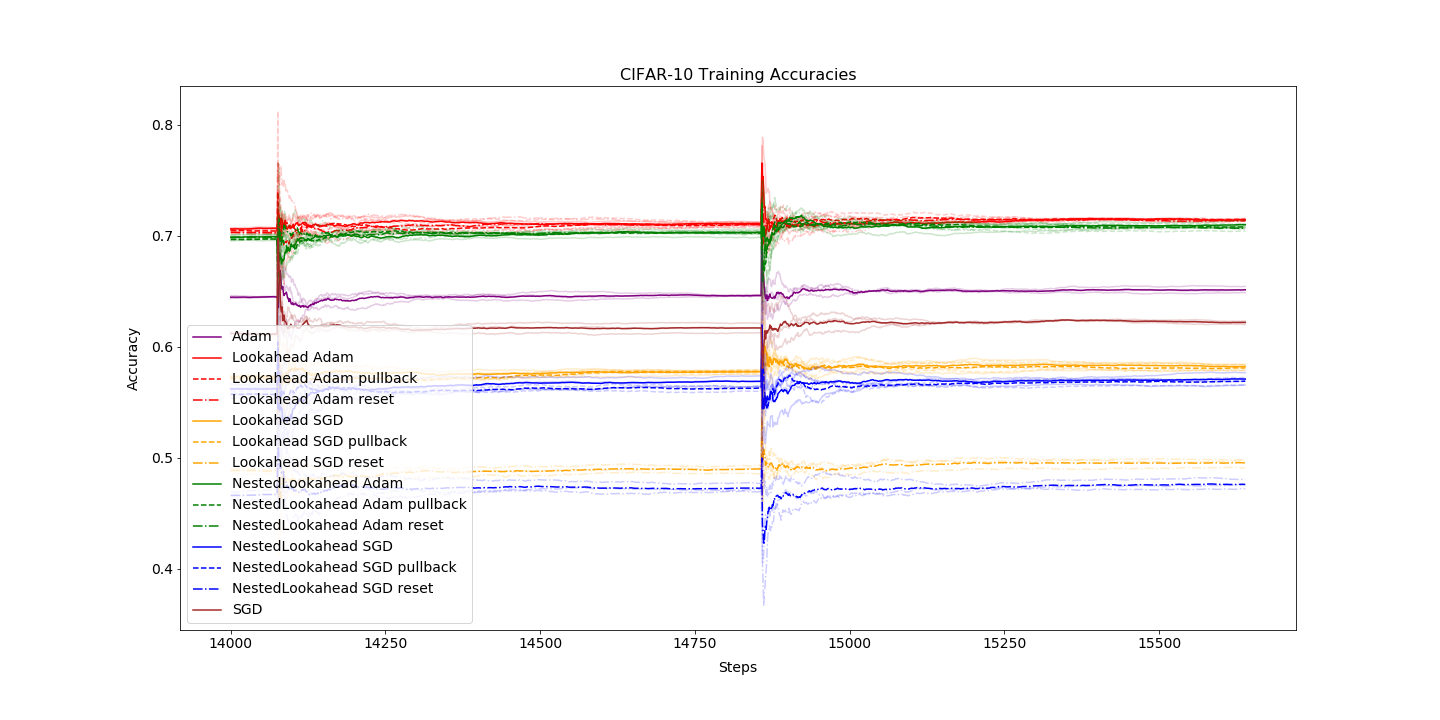 CIFAR-10 Training Accuracies
Accuracy
0.8
0.7
0.6
0.5
0.4
Adam
Lookahead Adam
Lookahead Adam pullback
Lookahead Adam reset
Lookahead SGD
Lookahead SGD pullback
Lookahead SGD reset
NestedLookahead Adam
NestedLookahead Adam pullback
NestedLookahead Adam reset
NestedLookahead SGD
NestedLookahead SGD pullback
NestedLookahead SGD reset
SGD
14000 14250 14500 14750 15000 15250 15500
Steps